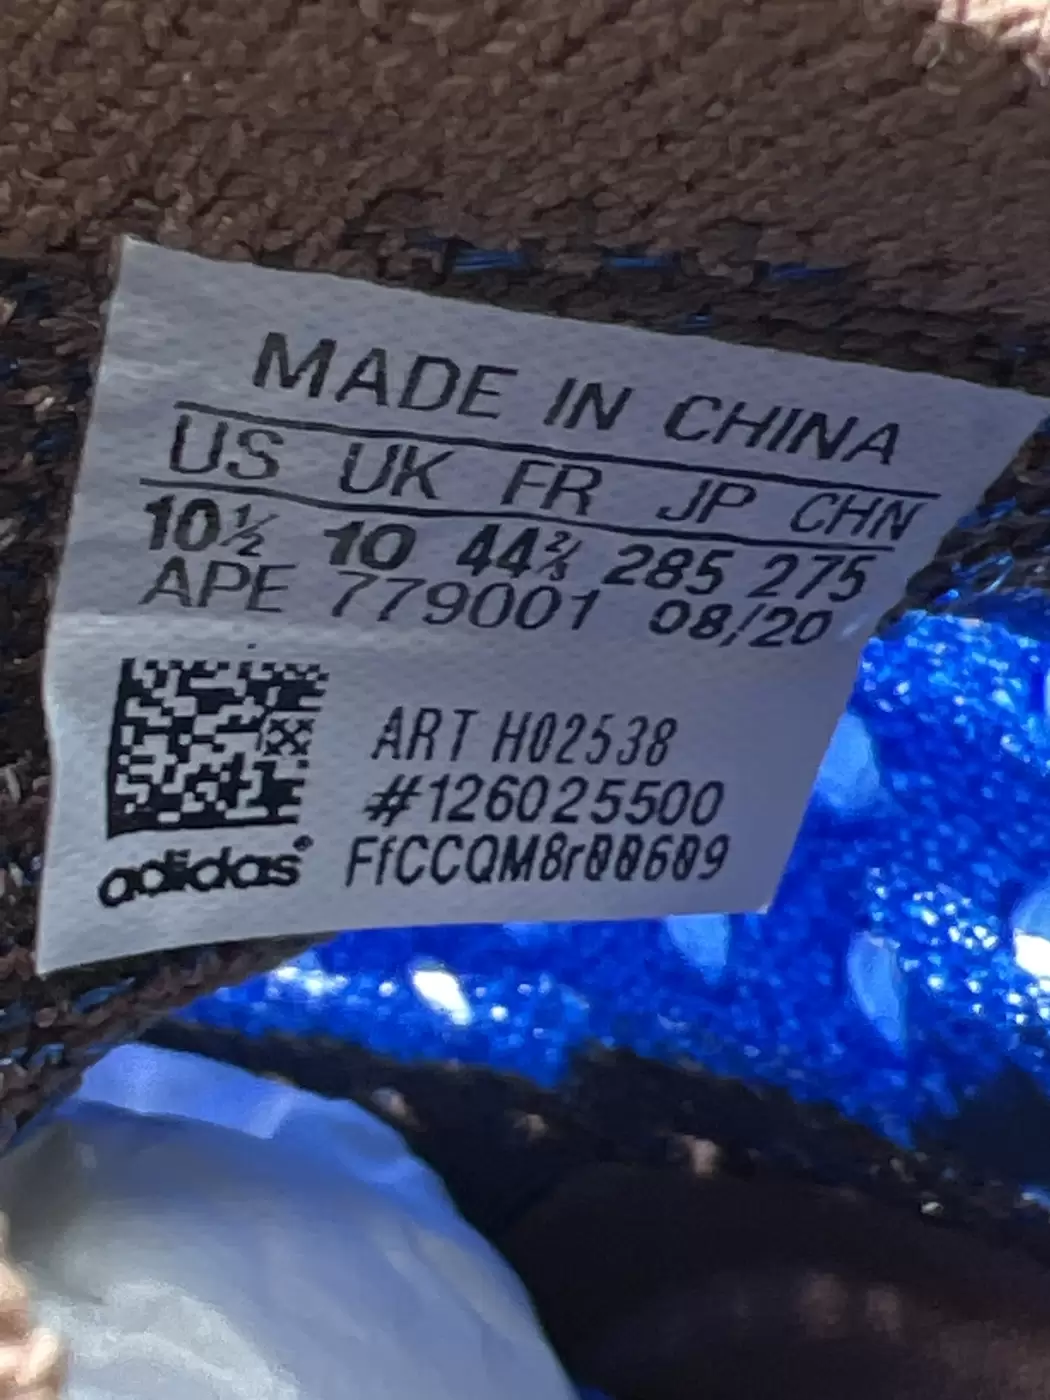 MADE IN CHINA
US UK FR JP CHN
10½ 10 44⅔ 285 275
APE 779001 08/20
ART H02538
#126025500
adidas® FfCCQM8r00609